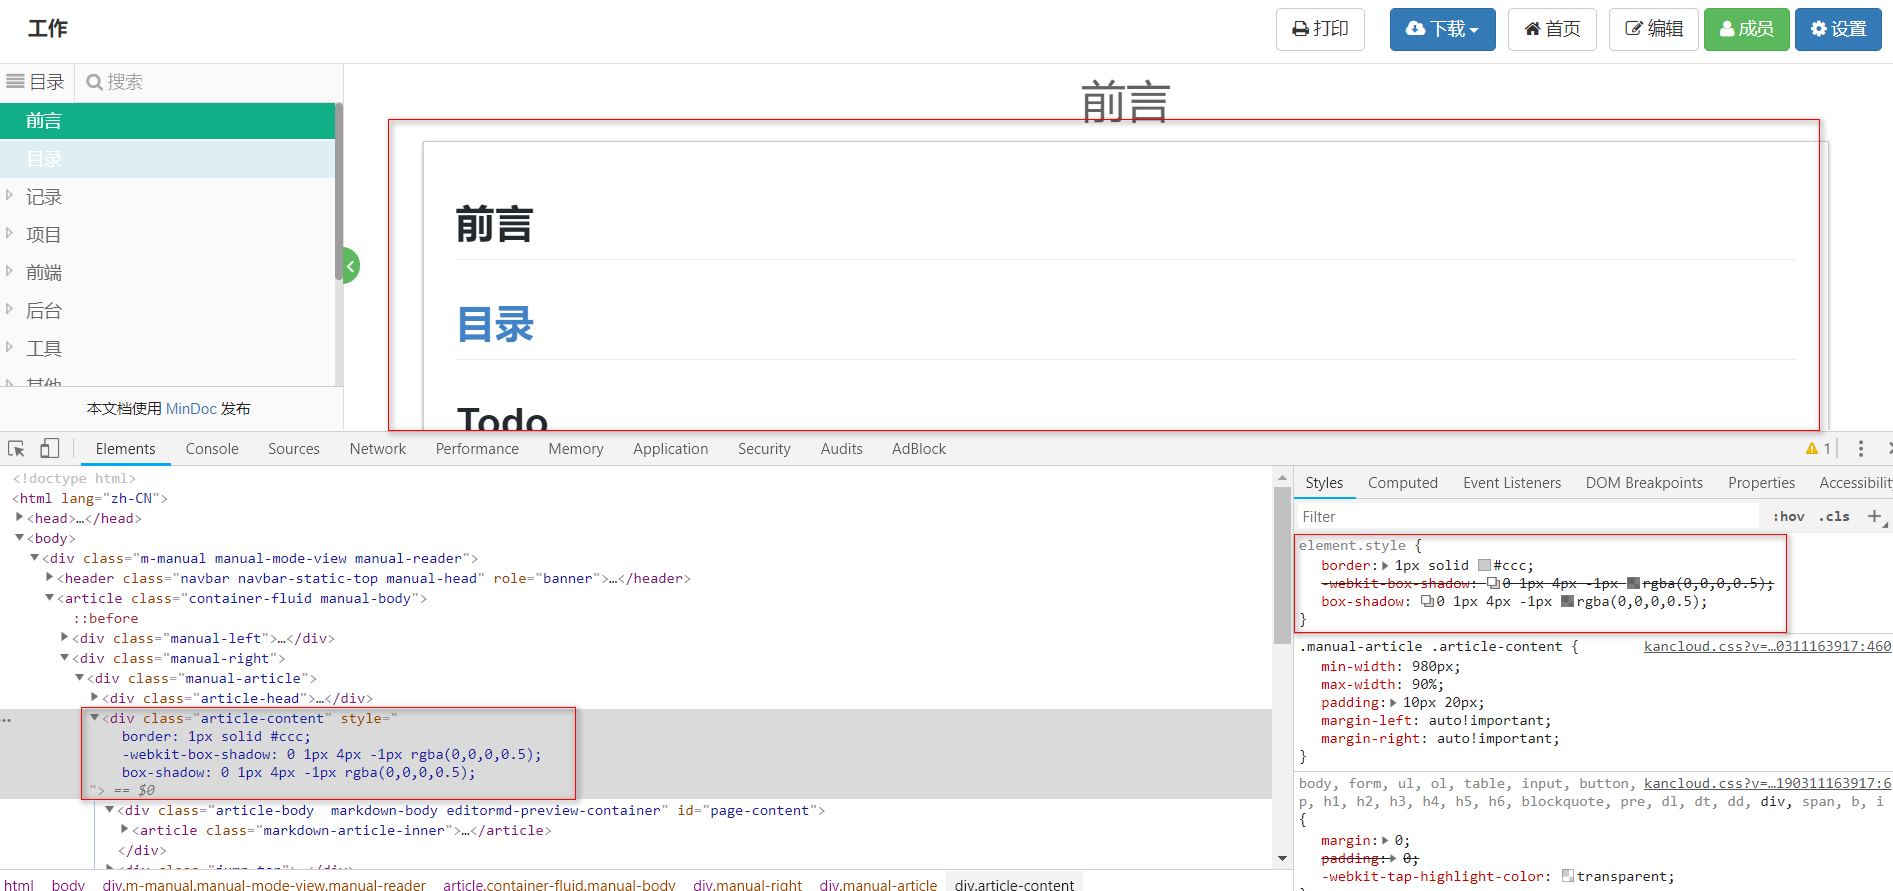 工作
打印 下载 首页 编辑 成员 设置
目录 搜索
前言
目录
记录
项目
前端
后台
工具
其他
本文档使用 MinDoc 发布
前言
前言
目录
Todo
Elements Console Sources Network Performance Memory Application Security Audits AdBlock 1
<!doctype html>
<html lang="zh-CN">
<head>…</head>
<body>
<div class="m-manual manual-mode-view manual-reader">
<header class="navbar navbar-static-top manual-head" role="banner">…</header>
<article class="container-fluid manual-body">
::before
<div class="manual-left">…</div>
<div class="manual-right">
<div class="manual-article">
<div class="article-head">…</div>
… <div class="article-content" style="
border: 1px solid #ccc;
-webkit-box-shadow: 0 1px 4px -1px rgba(0,0,0,0.5);
box-shadow: 0 1px 4px -1px rgba(0,0,0,0.5);
"> == $0
<div class="article-body  markdown-body editormd-preview-container" id="page-content">
<article class="markdown-article-inner">…</article>
</div>
<div class="jump-top">…</div>
html body div.m-manual.manual-mode-view.manual-reader article.container-fluid.manual-body div.manual-right div.manual-article div.article-content
Styles Computed Event Listeners DOM Breakpoints Properties Accessibilit
Filter :hov .cls +
element.style {
border: 1px solid #ccc;
-webkit-box-shadow: 0 1px 4px -1px rgba(0,0,0,0.5);
box-shadow: 0 1px 4px -1px rgba(0,0,0,0.5);
}
.manual-article .article-content { kancloud.css?v=…0311163917:460
min-width: 980px;
max-width: 90%;
padding: 10px 20px;
margin-left: auto!important;
margin-right: auto!important;
}
body, form, ul, ol, table, input, button, kancloud.css?v=…190311163917:6
p, h1, h2, h3, h4, h5, h6, blockquote, pre, dl, dt, dd, div, span, b, i
{
margin: 0;
padding: 0;
-webkit-tap-highlight-color: transparent;
}